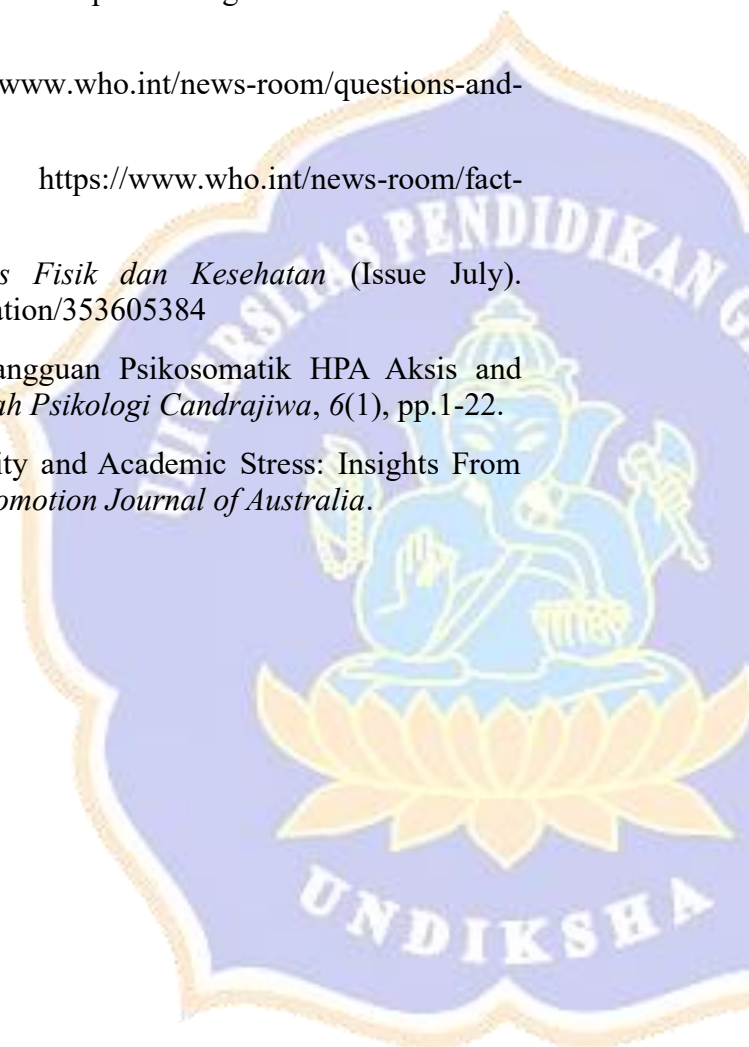 www.who.int/news-room/questions-and-
https://www.who.int/news-room/fact-
s Fisik dan Kesehatan (Issue July).
ation/353605384
angguan Psikosomatik HPA Aksis and
ah Psikologi Candrajiwa, 6(1), pp.1-22.
ity and Academic Stress: Insights From
omotion Journal of Australia.
UNIVERSITAS PENDIDIKAN G
UNDIKSHA